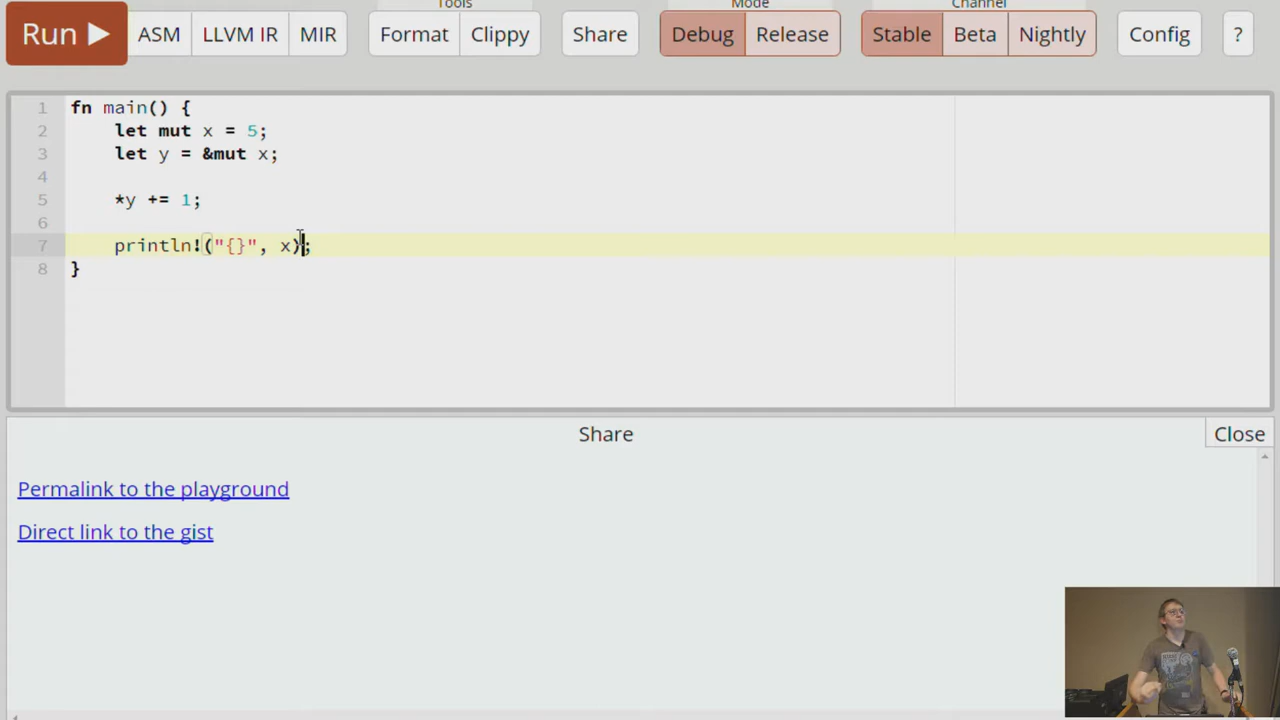 Tools Mode Channel
Run ▶ ASM LLVM IR MIR Format Clippy Share Debug Release Stable Beta Nightly Config ?
1 fn main() {
2 let mut x = 5;
3 let y = &mut x;
4
5 *y += 1;
6
7 println!("{}", x);
8 }
Share Close
Permalink to the playground
Direct link to the gist